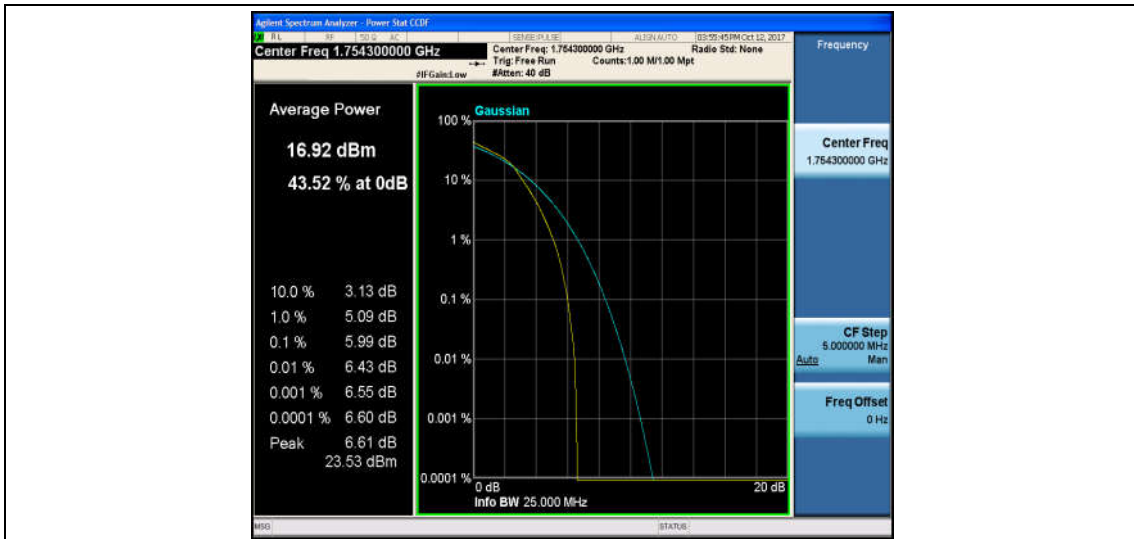 Agilent Spectrum Analyzer - Power Stat CCDF
RL RF 50 Ω AC SENSE:PULSE ALIGN AUTO 03:55:45 PM Oct 12, 2017
Center Freq 1.754300000 GHz
Center Freq: 1.754300000 GHz Radio Std: None
Trig: Free Run Counts:1.00 M/1.00 Mpt
#IFGain:Low #Atten: 40 dB
Frequency
Average Power
16.92 dBm
43.52 % at 0dB
10.0 % 3.13 dB
1.0 % 5.09 dB
0.1 % 5.99 dB
0.01 % 6.43 dB
0.001 % 6.55 dB
0.0001 % 6.60 dB
Peak 6.61 dB
23.53 dBm
Gaussian
100 %
10 %
1 %
0.1 %
0.01 %
0.001 %
0.0001 %
0 dB 20 dB
Info BW 25.000 MHz
Center Freq
1.754300000 GHz
CF Step
5.000000 MHz
Auto Man
Freq Offset
0 Hz
MSG STATUS